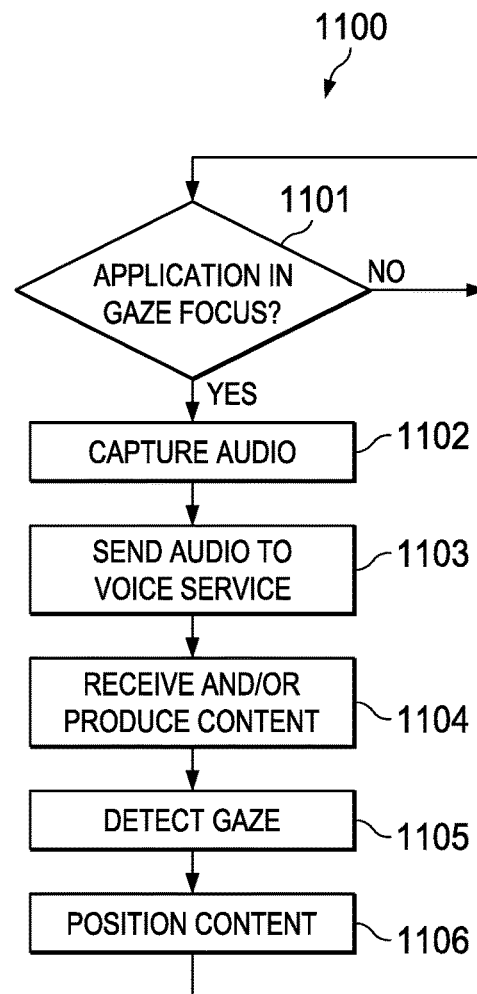 1100
1101
APPLICATION IN
GAZE FOCUS?
NO
YES
CAPTURE AUDIO
1102
SEND AUDIO TO
VOICE SERVICE
1103
RECEIVE AND/OR
PRODUCE CONTENT
1104
DETECT GAZE
1105
POSITION CONTENT
1106